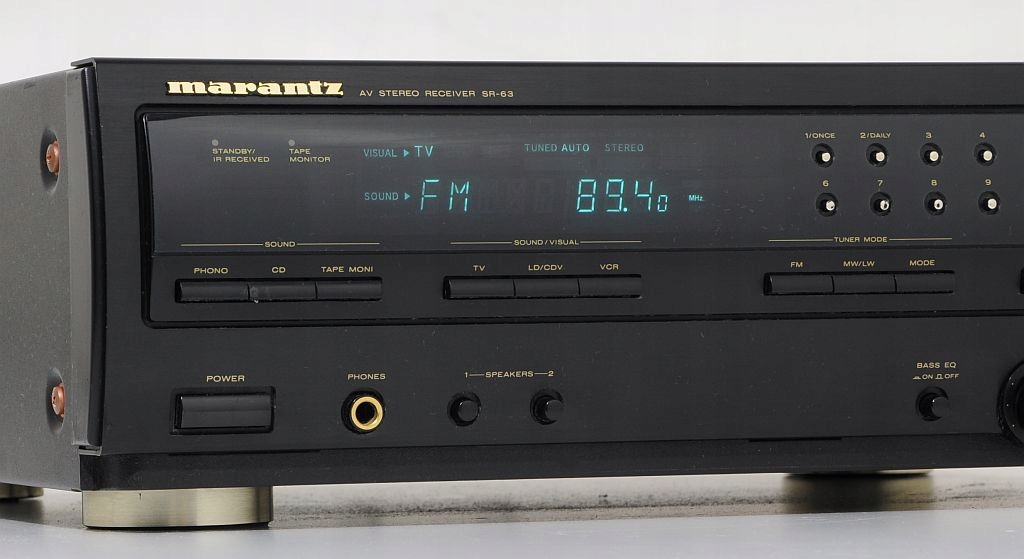 marantz AV STEREO RECEIVER SR-63
1/ONCE 2/DAILY 3 4
STANDBY/
IR RECEIVED
TAPE
MONITOR
VISUAL ▶ TV
TUNED AUTO STEREO
SOUND ▶ FM 89.40 MHz
6 7 8 9
SOUND
SOUND/VISUAL
TUNER MODE
PHONO CD TAPE MONI
TV LD/CDV VCR
FM MW/LW MODE
POWER
PHONES
1—SPEAKERS—2
BASS EQ
ON OFF